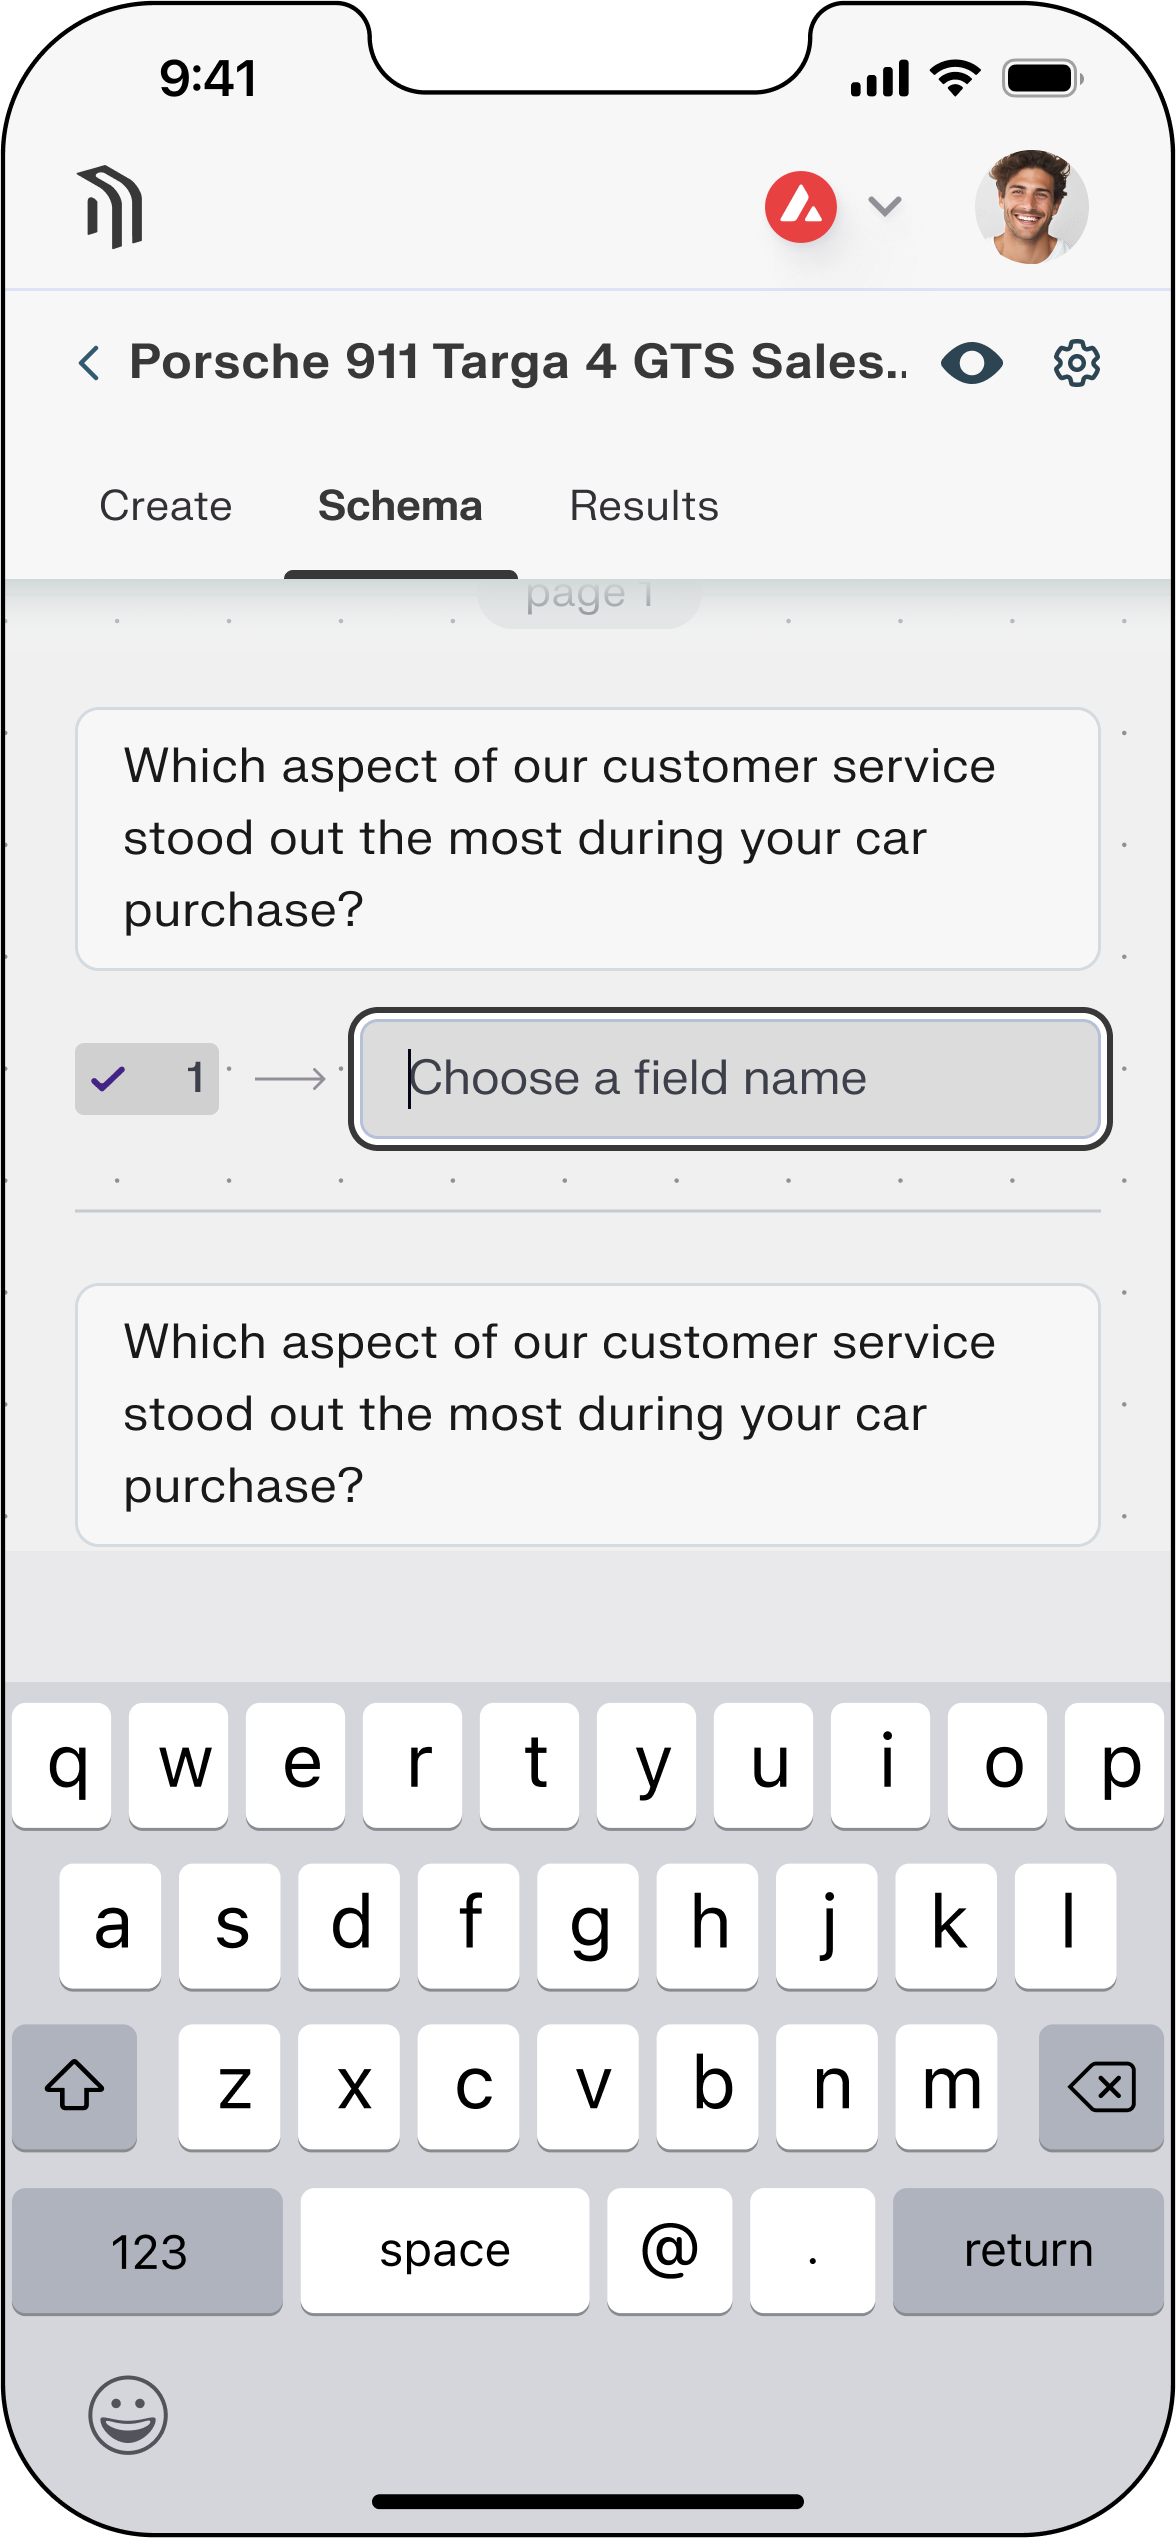 9:41
Porsche 911 Targa 4 GTS Sales..
Create Schema Results
page 1
Which aspect of our customer service
stood out the most during your car
purchase?
1 Choose a field name
Which aspect of our customer service
stood out the most during your car
purchase?
q w e r t y u i o p
a s d f g h j k l
z x c v b n m
123 space @ . return